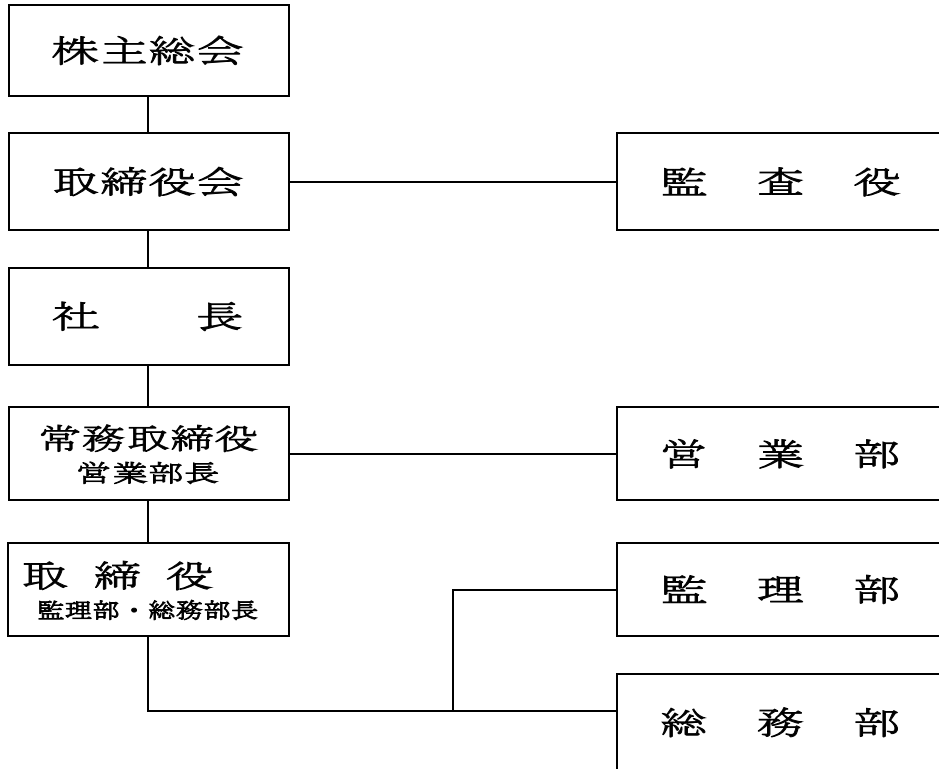 株主総会
取締役会
監査役
社長
常務取締役
営業部長
営業部
取締役
監理部・総務部長
監理部
総務部